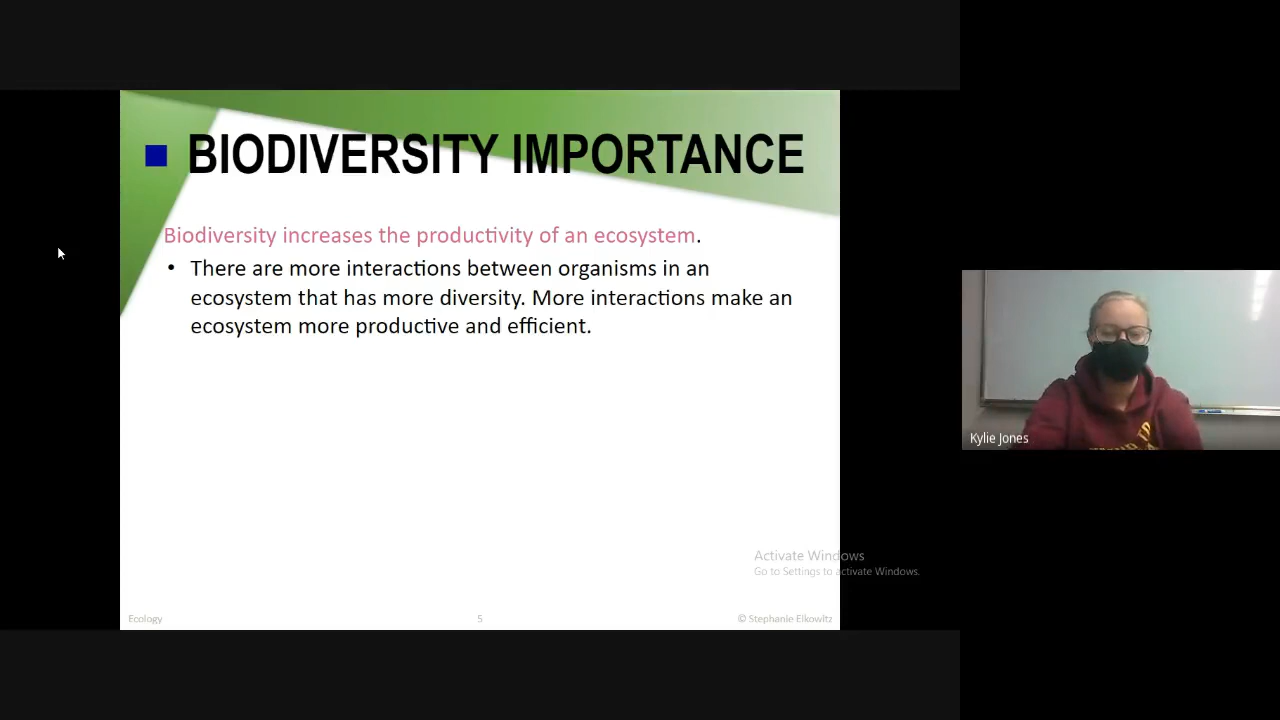 BIODIVERSITY IMPORTANCE
Biodiversity increases the productivity of an ecosystem.
• There are more interactions between organisms in an
ecosystem that has more diversity. More interactions make an
ecosystem more productive and efficient.
Kylie Jones
Activate Windows
Go to Settings to activate Windows.
Ecology
5
© Stephanie Elkowitz